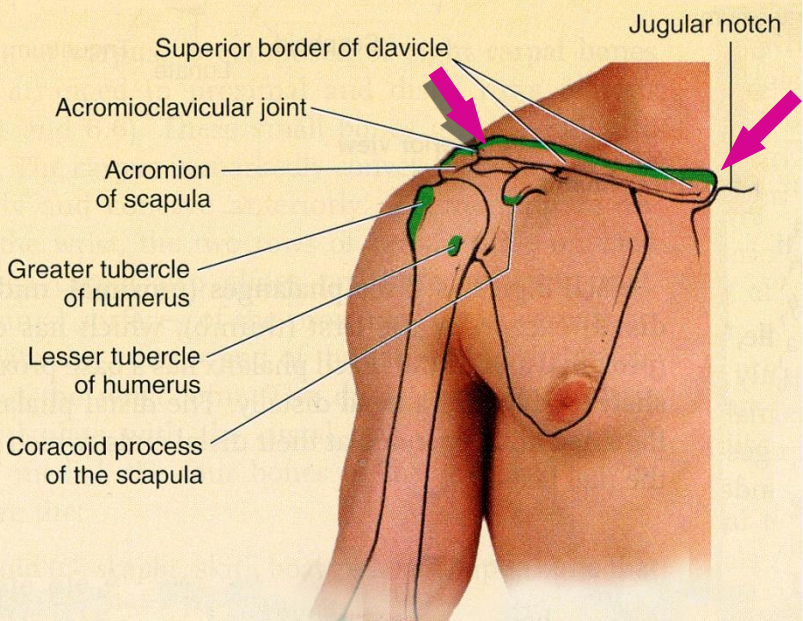 Jugular notch
Superior border of clavicle
Acromioclavicular joint
Acromion
of scapula
Greater tubercle
of humerus
Lesser tubercle
of humerus
Coracoid process
of the scapula